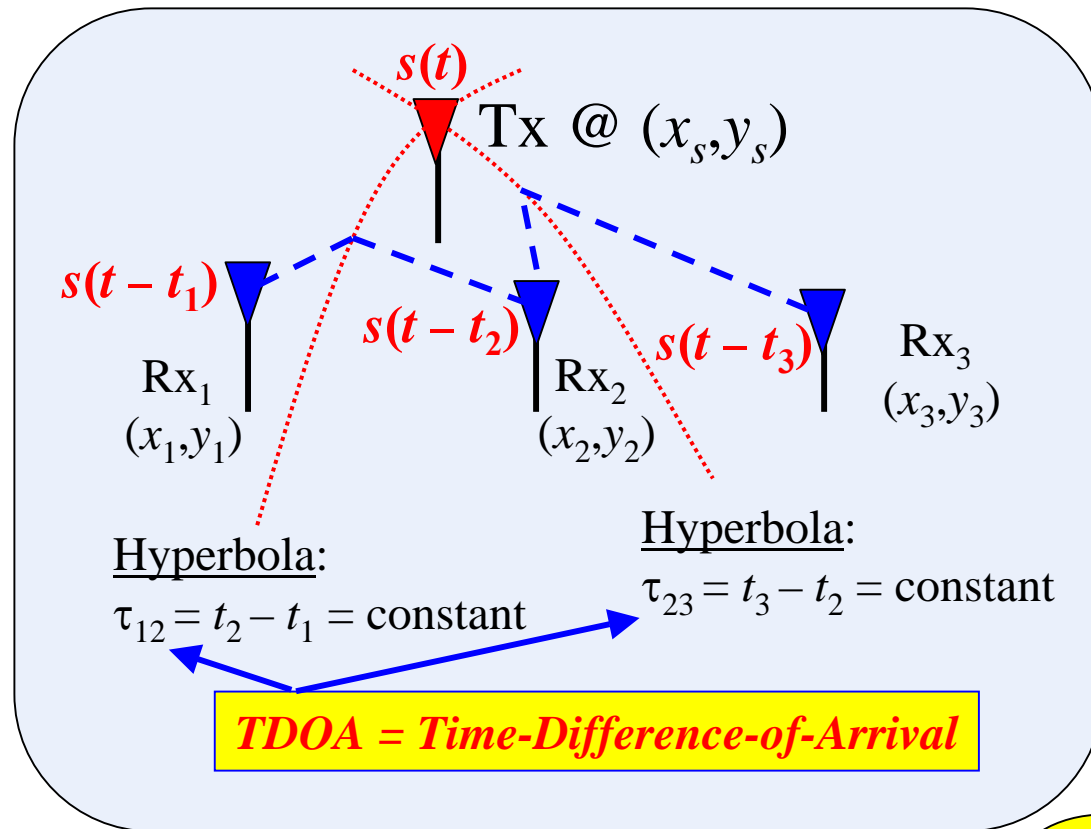 s(t)
Tx @ (x_s,y_s)
s(t – t_1)
s(t – t_2)
s(t – t_3)
Rx_1
(x_1,y_1)
Rx_2
(x_2,y_2)
Rx_3
(x_3,y_3)
Hyperbola:
τ_12 = t_2 – t_1 = constant
Hyperbola:
τ_23 = t_3 – t_2 = constant
TDOA = Time-Difference-of-Arrival